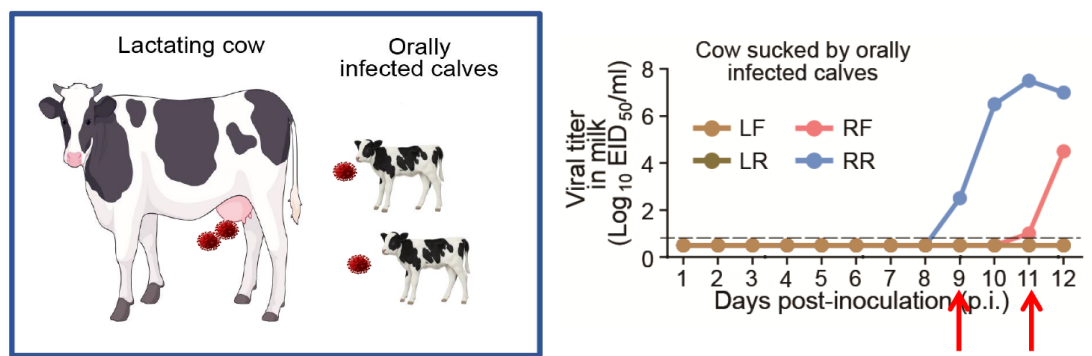 Lactating cow
Orally
infected calves
Cow sucked by orally
infected calves
Viral titer
in milk
(Log10 EID50/ml)
8
6
4
2
0
LF
RF
LR
RR
1 2 3 4 5 6 7 8 9 10 11 12
Days post-inoculation (p.i.)